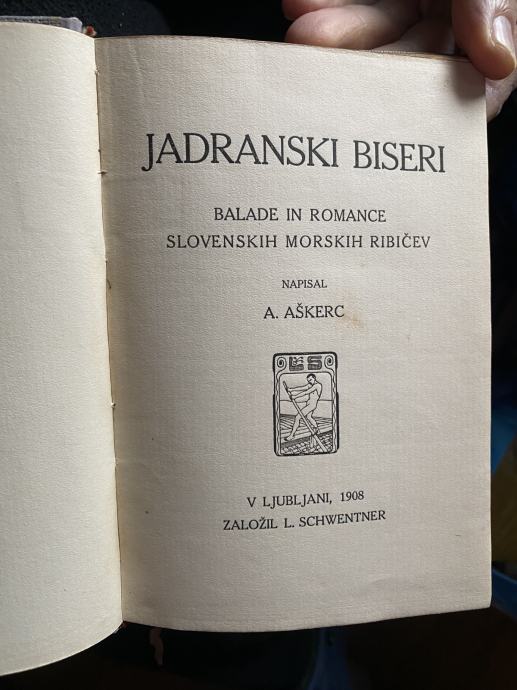 JADRANSKI BISERI
BALADE IN ROMANCE
SLOVENSKIH MORSKIH RIBIČEV
NAPISAL
A. AŠKERC
L S
V LJUBLJANI, 1908
ZALOŽIL L. SCHWENTNER